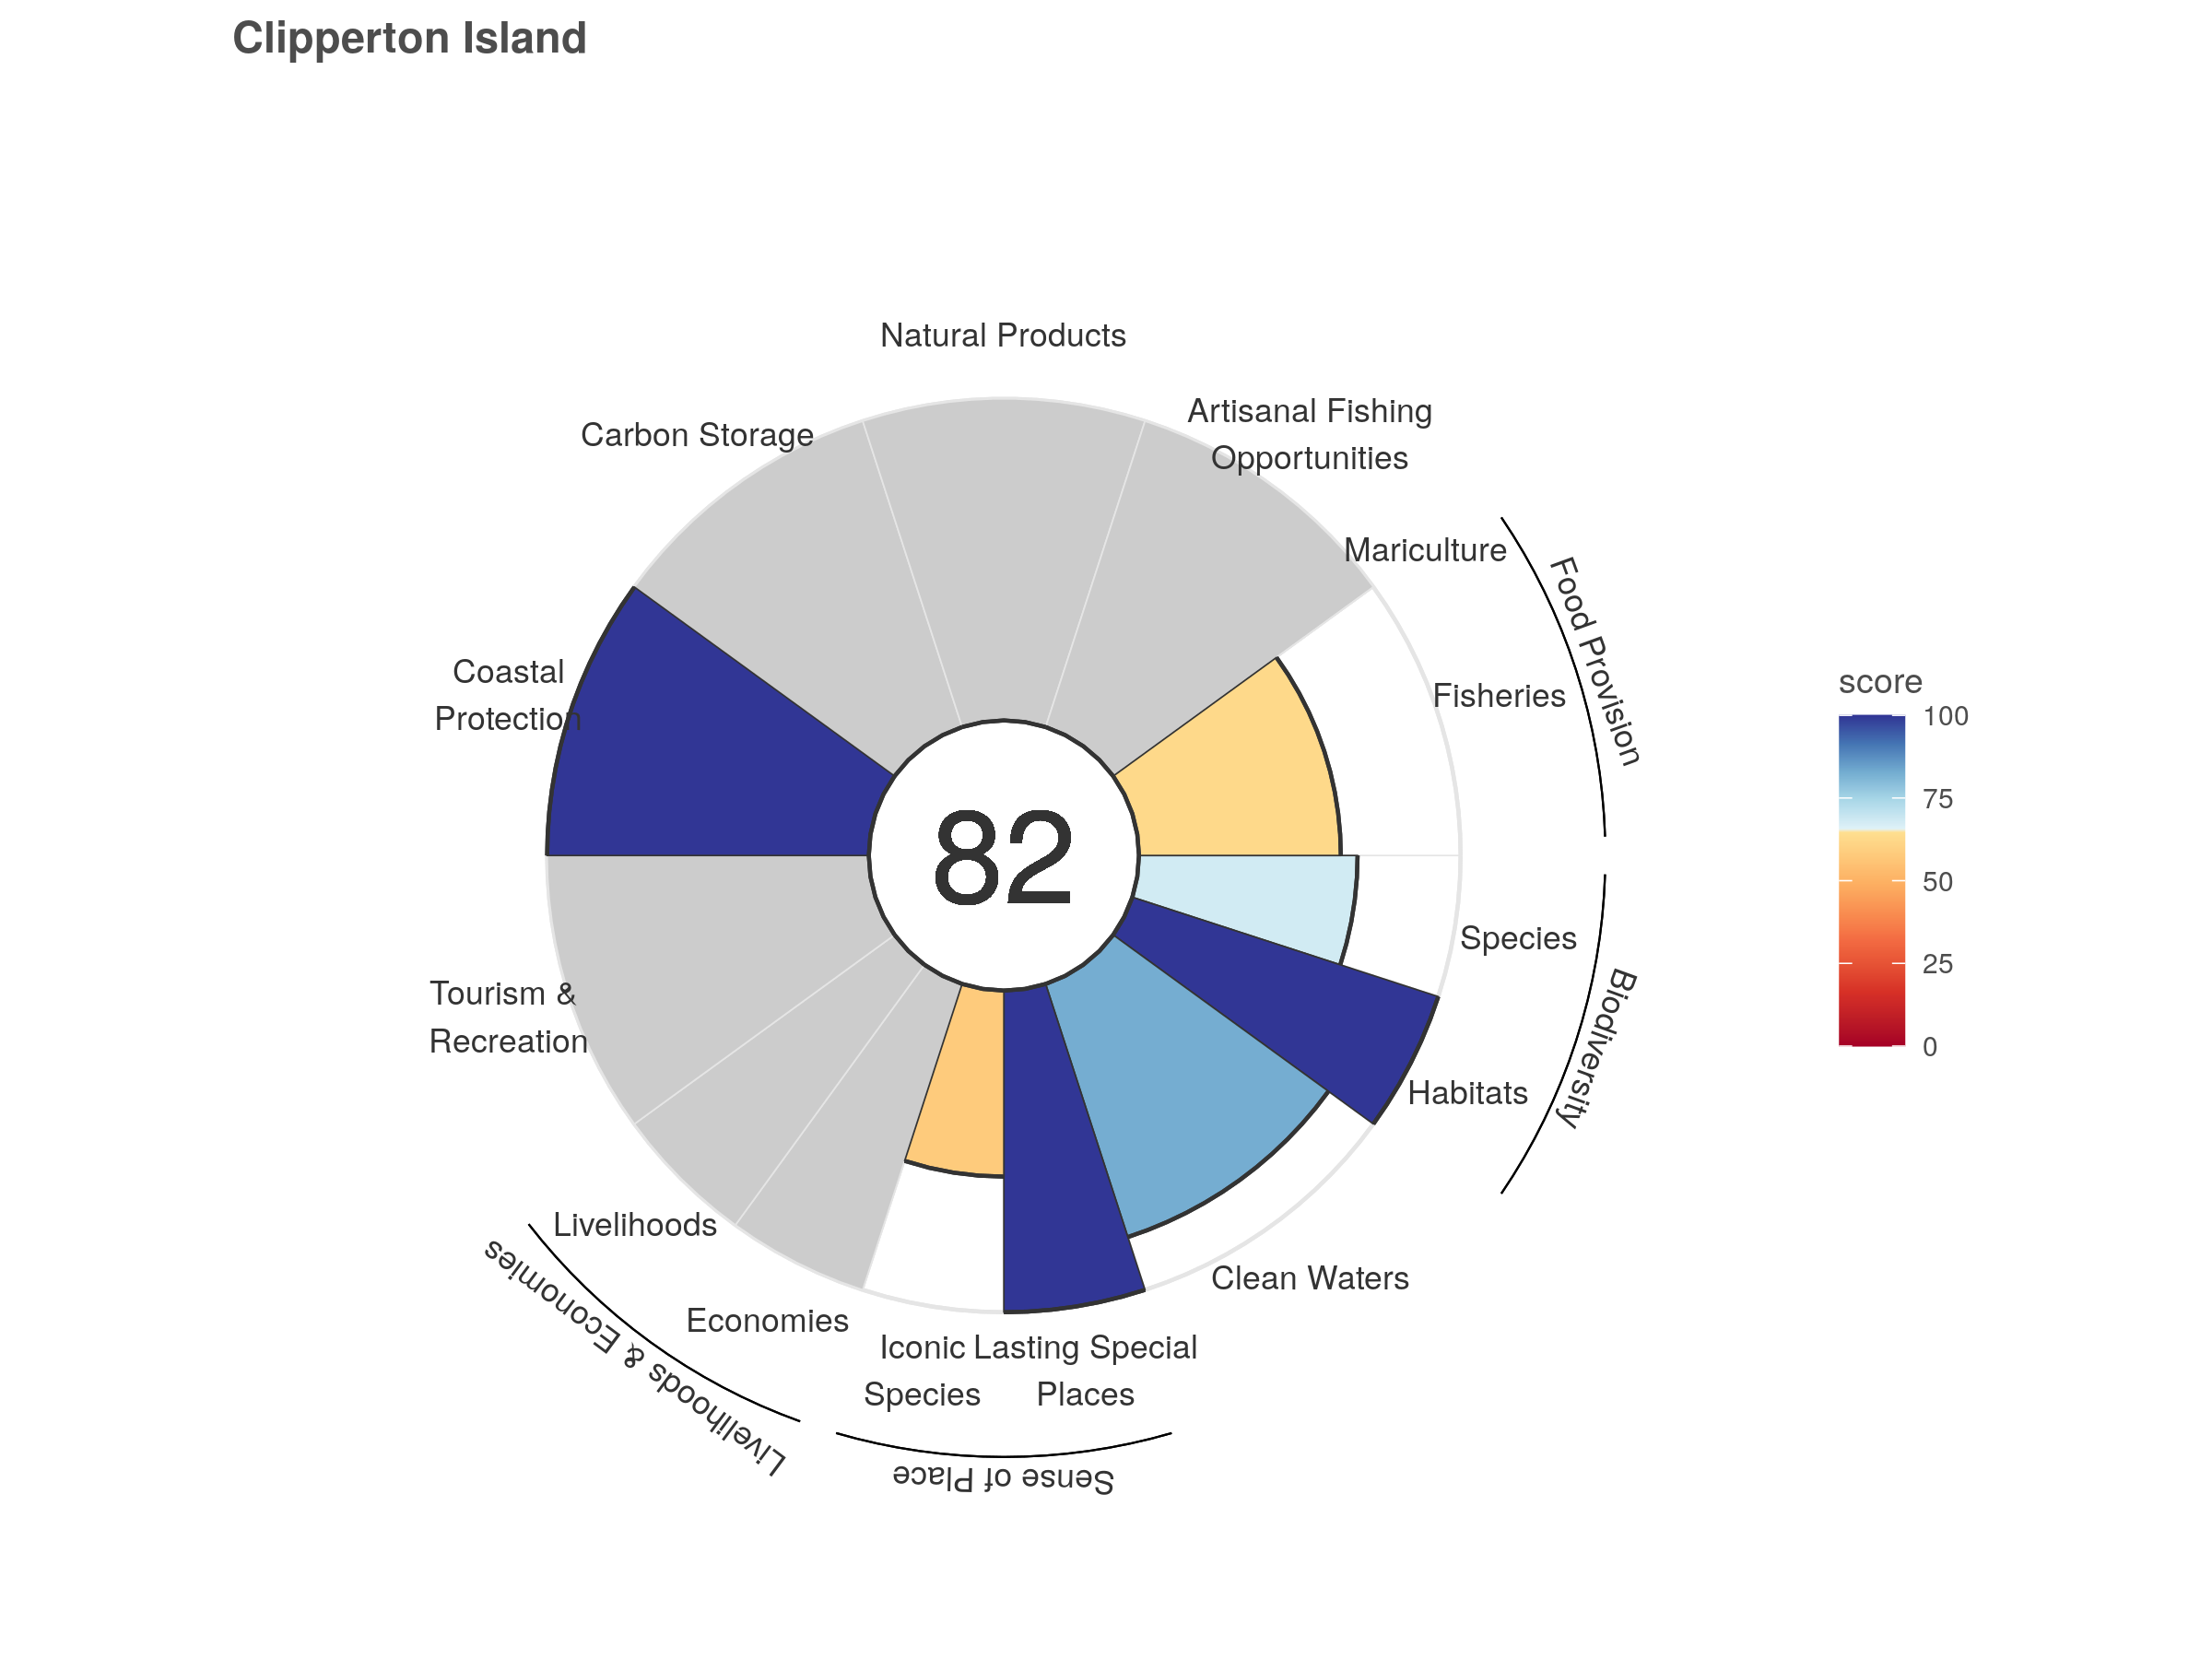 Clipperton Island
Natural Products
Artisanal Fishing
Opportunities
Carbon Storage
Mariculture
Food Provision
Fisheries
Coastal
Protection
82
Species
Biodiversity
Habitats
Tourism &
Recreation
Livelihoods
Economies
Livelihoods & Economies
Clean Waters
Iconic
Species
Lasting Special
Places
Sense of Place
score
100
75
50
25
0